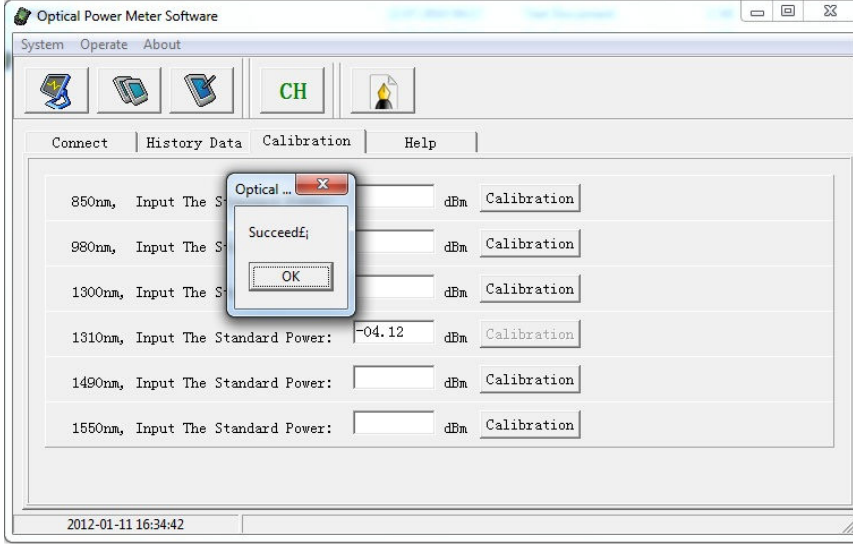 Optical Power Meter Software
System Operate About
CH
Connect History Data Calibration Help
Optical ...
Succeed£¡
OK
850nm, Input The S dBm Calibration
980nm, Input The S dBm Calibration
1300nm, Input The S dBm Calibration
1310nm, Input The Standard Power: -04.12 dBm Calibration
1490nm, Input The Standard Power: dBm Calibration
1550nm, Input The Standard Power: dBm Calibration
2012-01-11 16:34:42